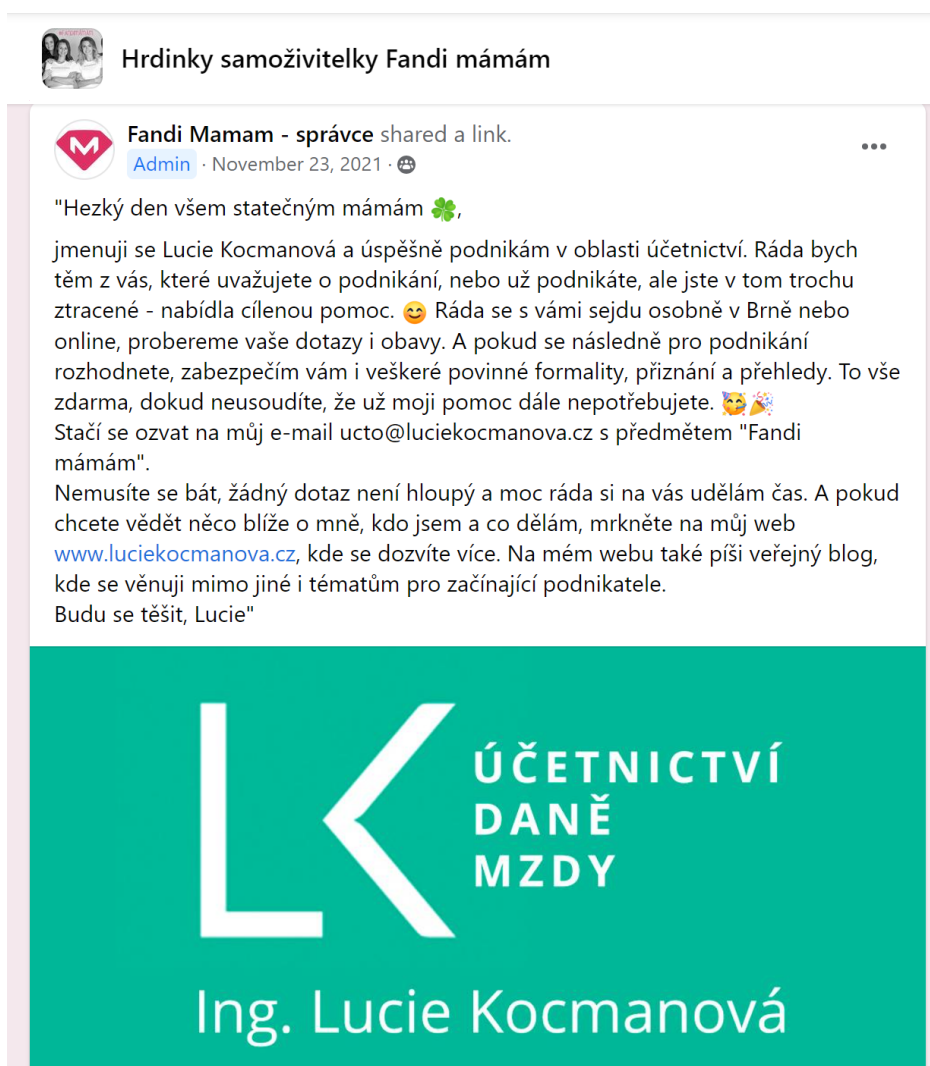 Hrdinky samoživitelky Fandi mámám
Fandi Mamam - správce shared a link.
Admin · November 23, 2021 ·
"Hezký den všem statečným mámám 🍀,
jmenuji se Lucie Kocmanová a úspěšně podnikám v oblasti účetnictví. Ráda bych
těm z vás, které uvažujete o podnikání, nebo už podnikáte, ale jste v tom trochu
ztracené - nabídla cílenou pomoc. 😊 Ráda se s vámi sejdu osobně v Brně nebo
online, probereme vaše dotazy i obavy. A pokud se následně pro podnikání
rozhodnete, zabezpečím vám i veškeré povinné formality, přiznání a přehledy. To vše
zdarma, dokud neusoudíte, že už moji pomoc dále nepotřebujete. 🥳🎉
Stačí se ozvat na můj e-mail ucto@luciekocmanova.cz s předmětem "Fandi
mámám".
Nemusíte se bát, žádný dotaz není hloupý a moc ráda si na vás udělám čas. A pokud
chcete vědět něco blíže o mně, kdo jsem a co dělám, mrkněte na můj web
www.luciekocmanova.cz, kde se dozvíte více. Na mém webu také píši veřejný blog,
kde se věnuji mimo jiné i tématům pro začínající podnikatele.
Budu se těšit, Lucie"
LK
ÚČETNICTVÍ
DANĚ
MZDY
Ing. Lucie Kocmanová